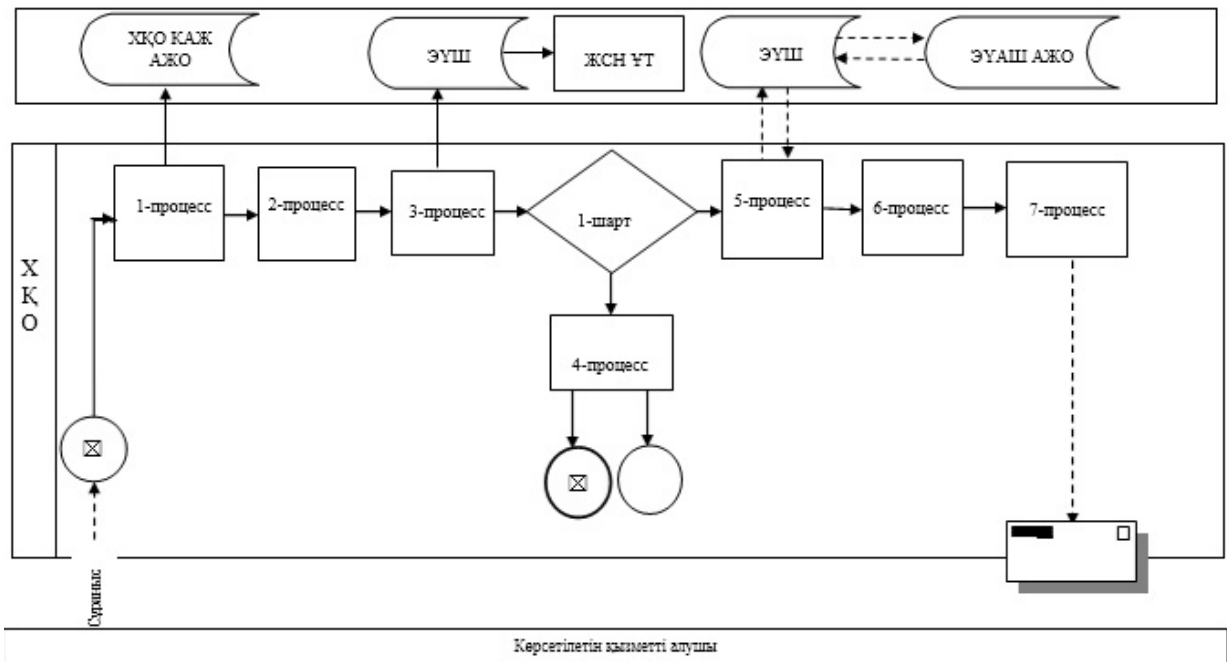 ХҚО КАЖ
АЖО
ЭҮШ
ЖСН ҰТ
ЭҮШ
ЭҮАШ АЖО
Х
Қ
О
1-процесс
2-процесс
3-процесс
1-шарт
5-процесс
6-процесс
7-процесс
4-процесс
Сұраныс
Көрсетілетін қызметті алушы